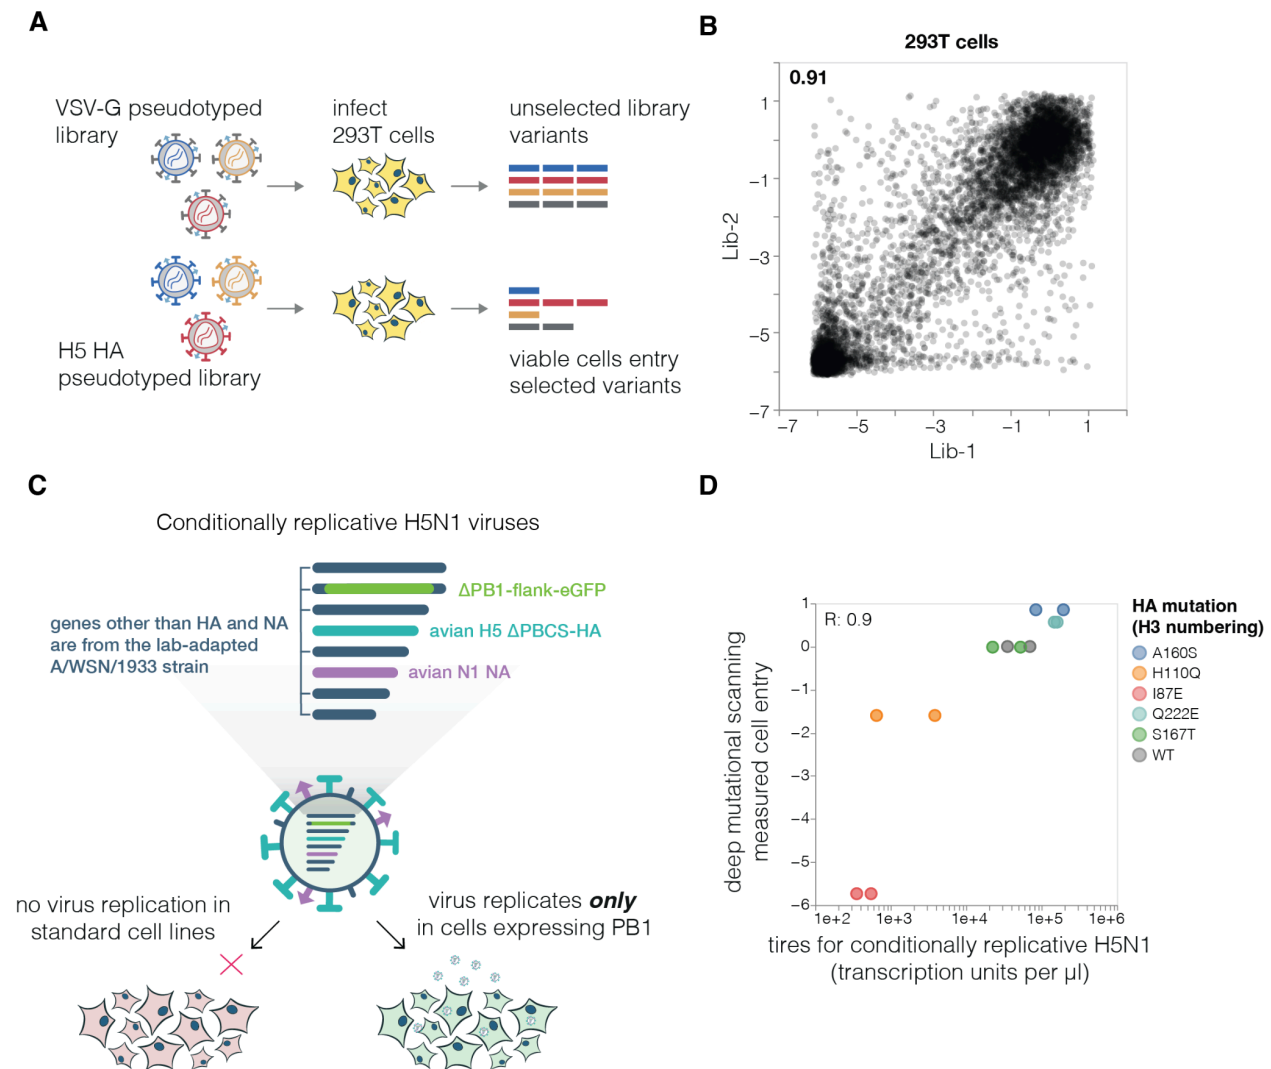 A
VSV-G pseudotyped
library
infect
293T cells
unselected library
variants
H5 HA
pseudotyped library
viable cells entry
selected variants
B
293T cells
0.91
1
−1
−3
−5
−7
Lib-2
−7
−5
−3
−1
1
Lib-1
C
Conditionally replicative H5N1 viruses
genes other than HA and NA
are from the lab-adapted
A/WSN/1933 strain
ΔPB1-flank-eGFP
avian H5 ΔPBCS-HA
avian N1 NA
no virus replication in
standard cell lines
virus replicates only
in cells expressing PB1
D
R: 0.9
1
0
−1
−2
−3
−4
−5
−6
deep mutational scanning
measured cell entry
1e+2
1e+3
1e+4
1e+5
1e+6
tires for conditionally replicative H5N1
(transcription units per µl)
HA mutation
(H3 numbering)
A160S
H110Q
I87E
Q222E
S167T
WT